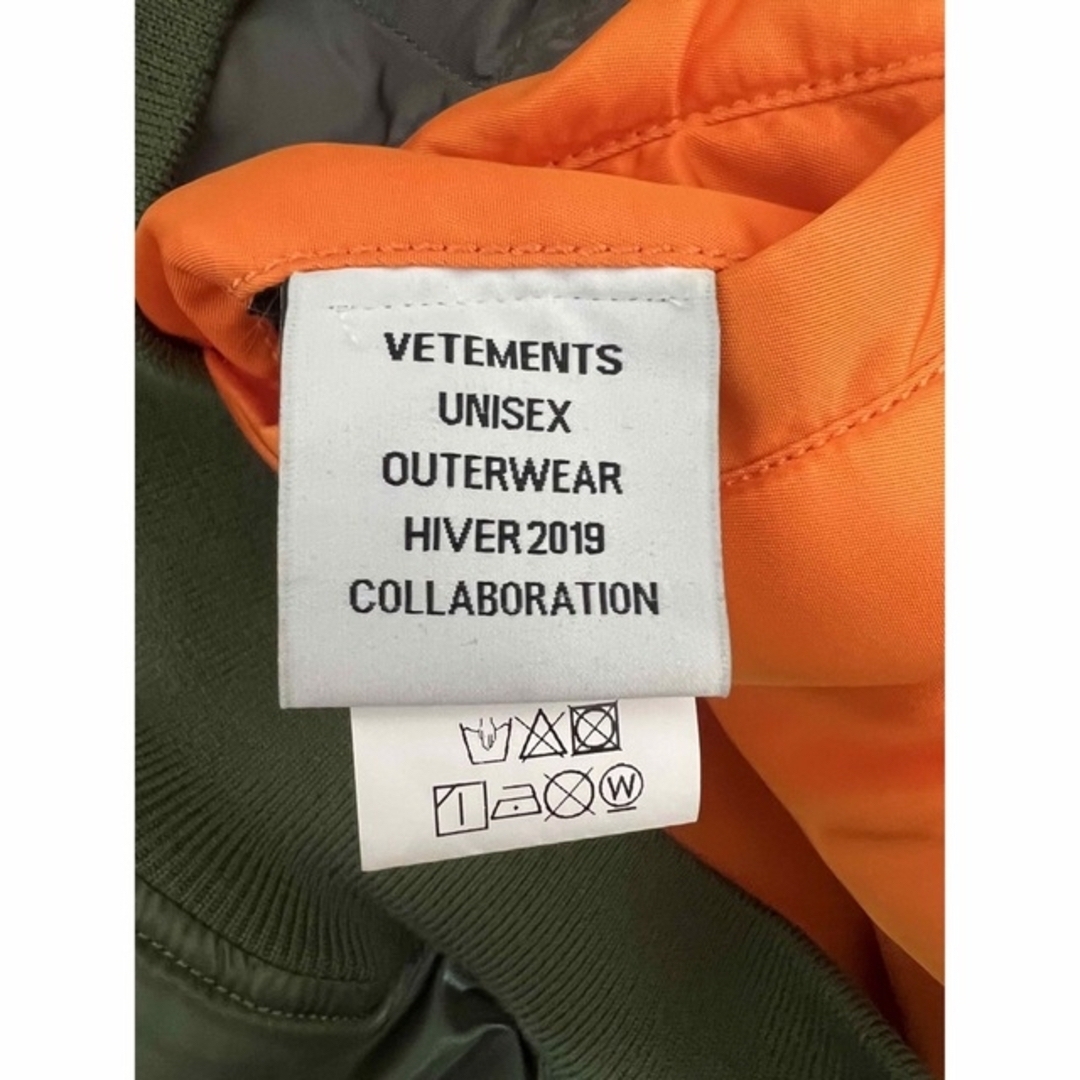 VETEMENTS
UNISEX
OUTERWEAR
HIVER 2019
COLLABORATION
W